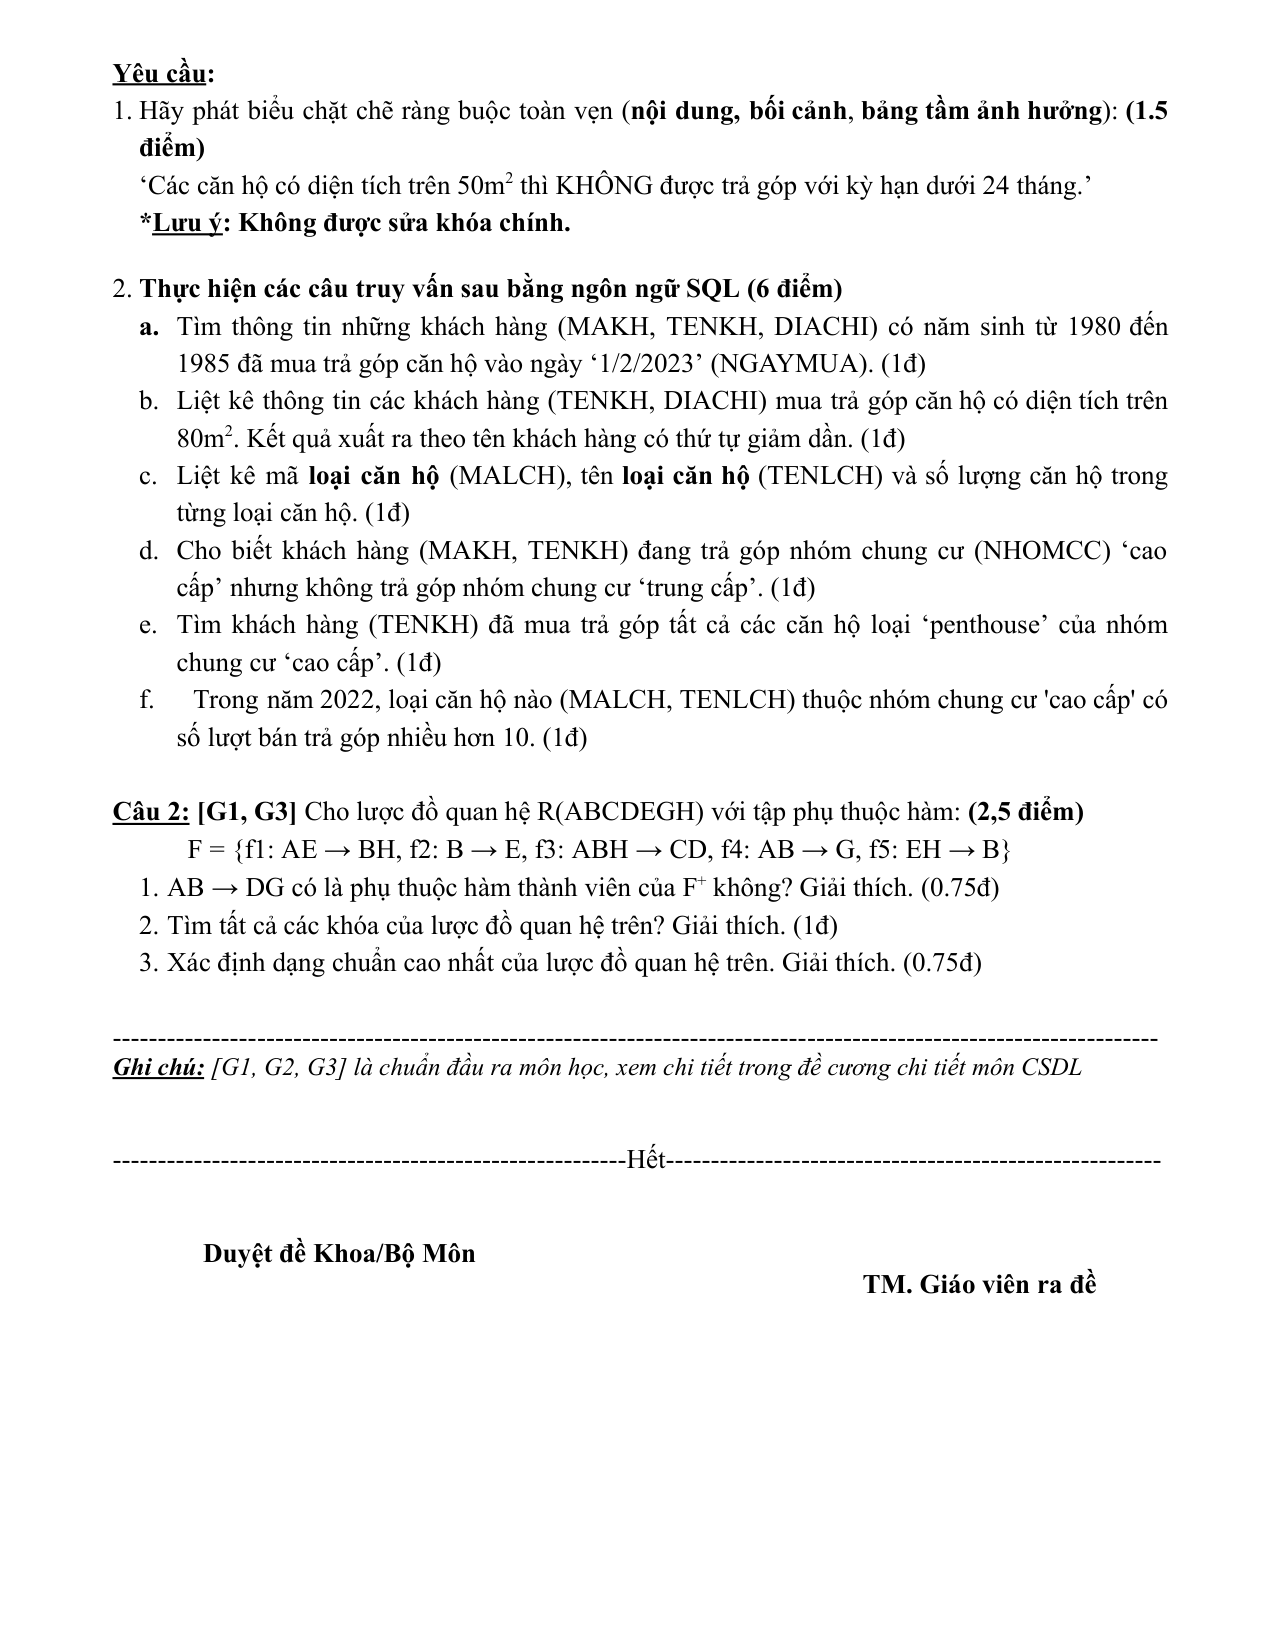 Yêu cầu:
1. Hãy phát biểu chặt chẽ ràng buộc toàn vẹn (nội dung, bối cảnh, bảng tầm ảnh hưởng): (1.5
điểm)
‘Các căn hộ có diện tích trên 50m² thì KHÔNG được trả góp với kỳ hạn dưới 24 tháng.’
*Lưu ý: Không được sửa khóa chính.
2. Thực hiện các câu truy vấn sau bằng ngôn ngữ SQL (6 điểm)
a. Tìm thông tin những khách hàng (MAKH, TENKH, DIACHI) có năm sinh từ 1980 đến
1985 đã mua trả góp căn hộ vào ngày ‘1/2/2023’ (NGAYMUA). (1đ)
b. Liệt kê thông tin các khách hàng (TENKH, DIACHI) mua trả góp căn hộ có diện tích trên
80m². Kết quả xuất ra theo tên khách hàng có thứ tự giảm dần. (1đ)
c. Liệt kê mã loại căn hộ (MALCH), tên loại căn hộ (TENLCH) và số lượng căn hộ trong
từng loại căn hộ. (1đ)
d. Cho biết khách hàng (MAKH, TENKH) đang trả góp nhóm chung cư (NHOMCC) ‘cao
cấp’ nhưng không trả góp nhóm chung cư ‘trung cấp’. (1đ)
e. Tìm khách hàng (TENKH) đã mua trả góp tất cả các căn hộ loại ‘penthouse’ của nhóm
chung cư ‘cao cấp’. (1đ)
f. Trong năm 2022, loại căn hộ nào (MALCH, TENLCH) thuộc nhóm chung cư 'cao cấp' có
số lượt bán trả góp nhiều hơn 10. (1đ)
Câu 2: [G1, G3] Cho lược đồ quan hệ R(ABCDEGH) với tập phụ thuộc hàm: (2,5 điểm)
F = {f1: AE → BH, f2: B → E, f3: ABH → CD, f4: AB → G, f5: EH → B}
1. AB → DG có là phụ thuộc hàm thành viên của F⁺ không? Giải thích. (0.75đ)
2. Tìm tất cả các khóa của lược đồ quan hệ trên? Giải thích. (1đ)
3. Xác định dạng chuẩn cao nhất của lược đồ quan hệ trên. Giải thích. (0.75đ)
---------------------------------------------------------------------------------------------------------------------
Ghi chú: [G1, G2, G3] là chuẩn đầu ra môn học, xem chi tiết trong đề cương chi tiết môn CSDL
---------------------------------------------------------Hết-------------------------------------------------------
Duyệt đề Khoa/Bộ Môn
TM. Giáo viên ra đề